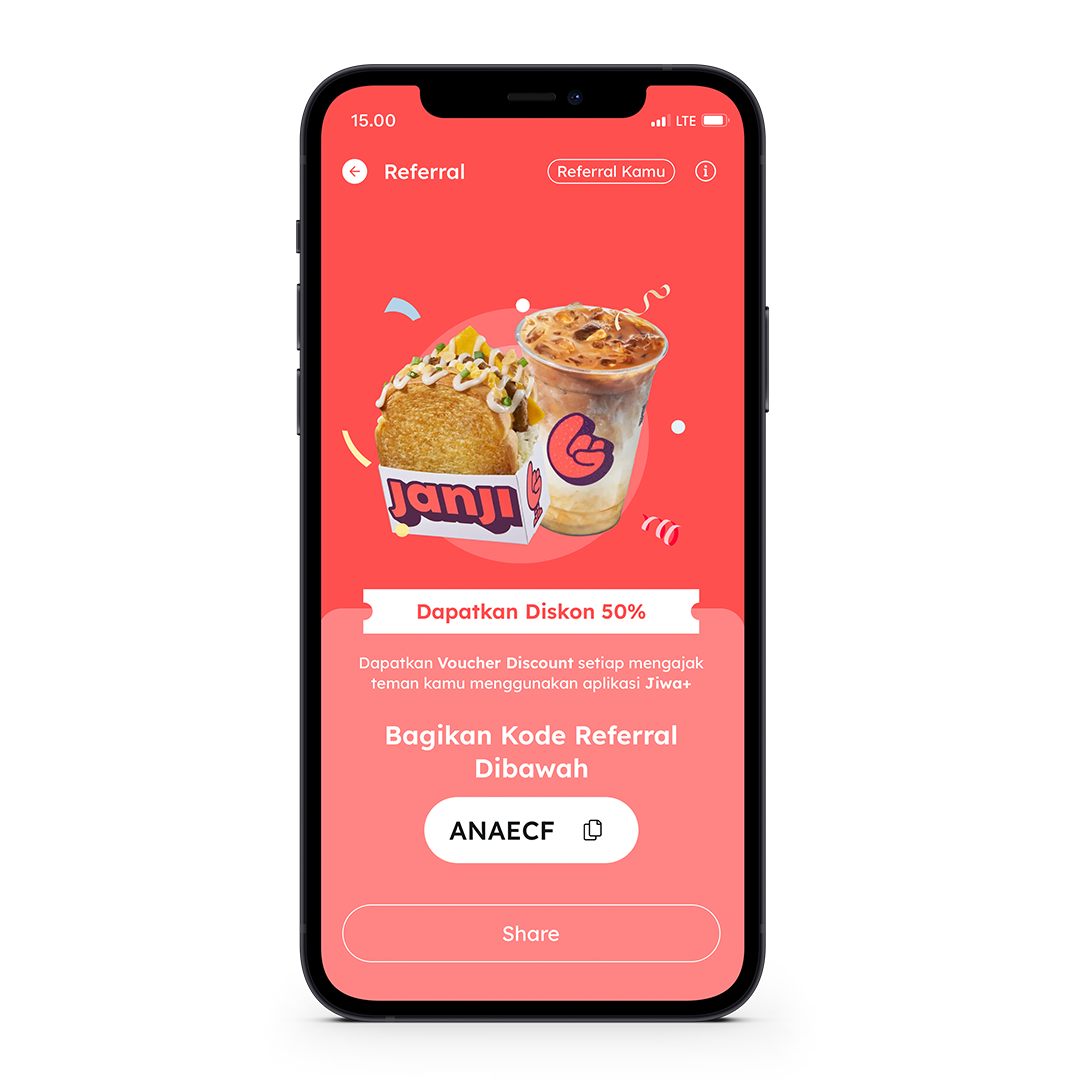 15.00
LTE
Referral
Referral Kamu
i
janji
Dapatkan Diskon 50%
Dapatkan Voucher Discount setiap mengajak
teman kamu menggunakan aplikasi Jiwa+
Bagikan Kode Referral
Dibawah
ANAECF
Share